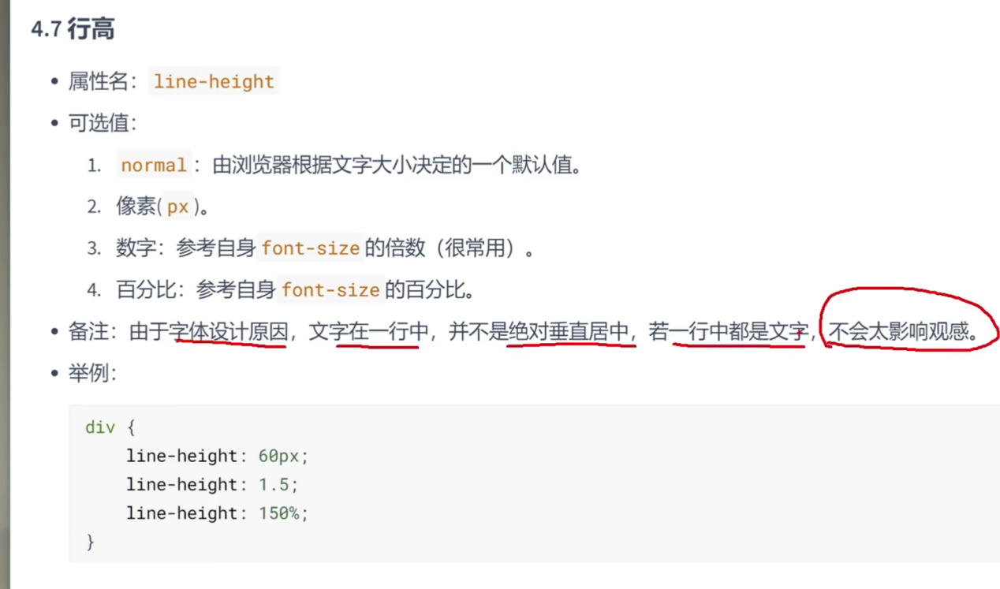 4.7 行高
• 属性名： line-height
• 可选值：
1. normal ：由浏览器根据文字大小决定的一个默认值。
2. 像素( px )。
3. 数字：参考自身 font-size 的倍数（很常用）。
4. 百分比：参考自身 font-size 的百分比。
• 备注：由于字体设计原因，文字在一行中，并不是绝对垂直居中，若一行中都是文字，不会太影响观感。
• 举例：
div {
line-height: 60px;
line-height: 1.5;
line-height: 150%;
}